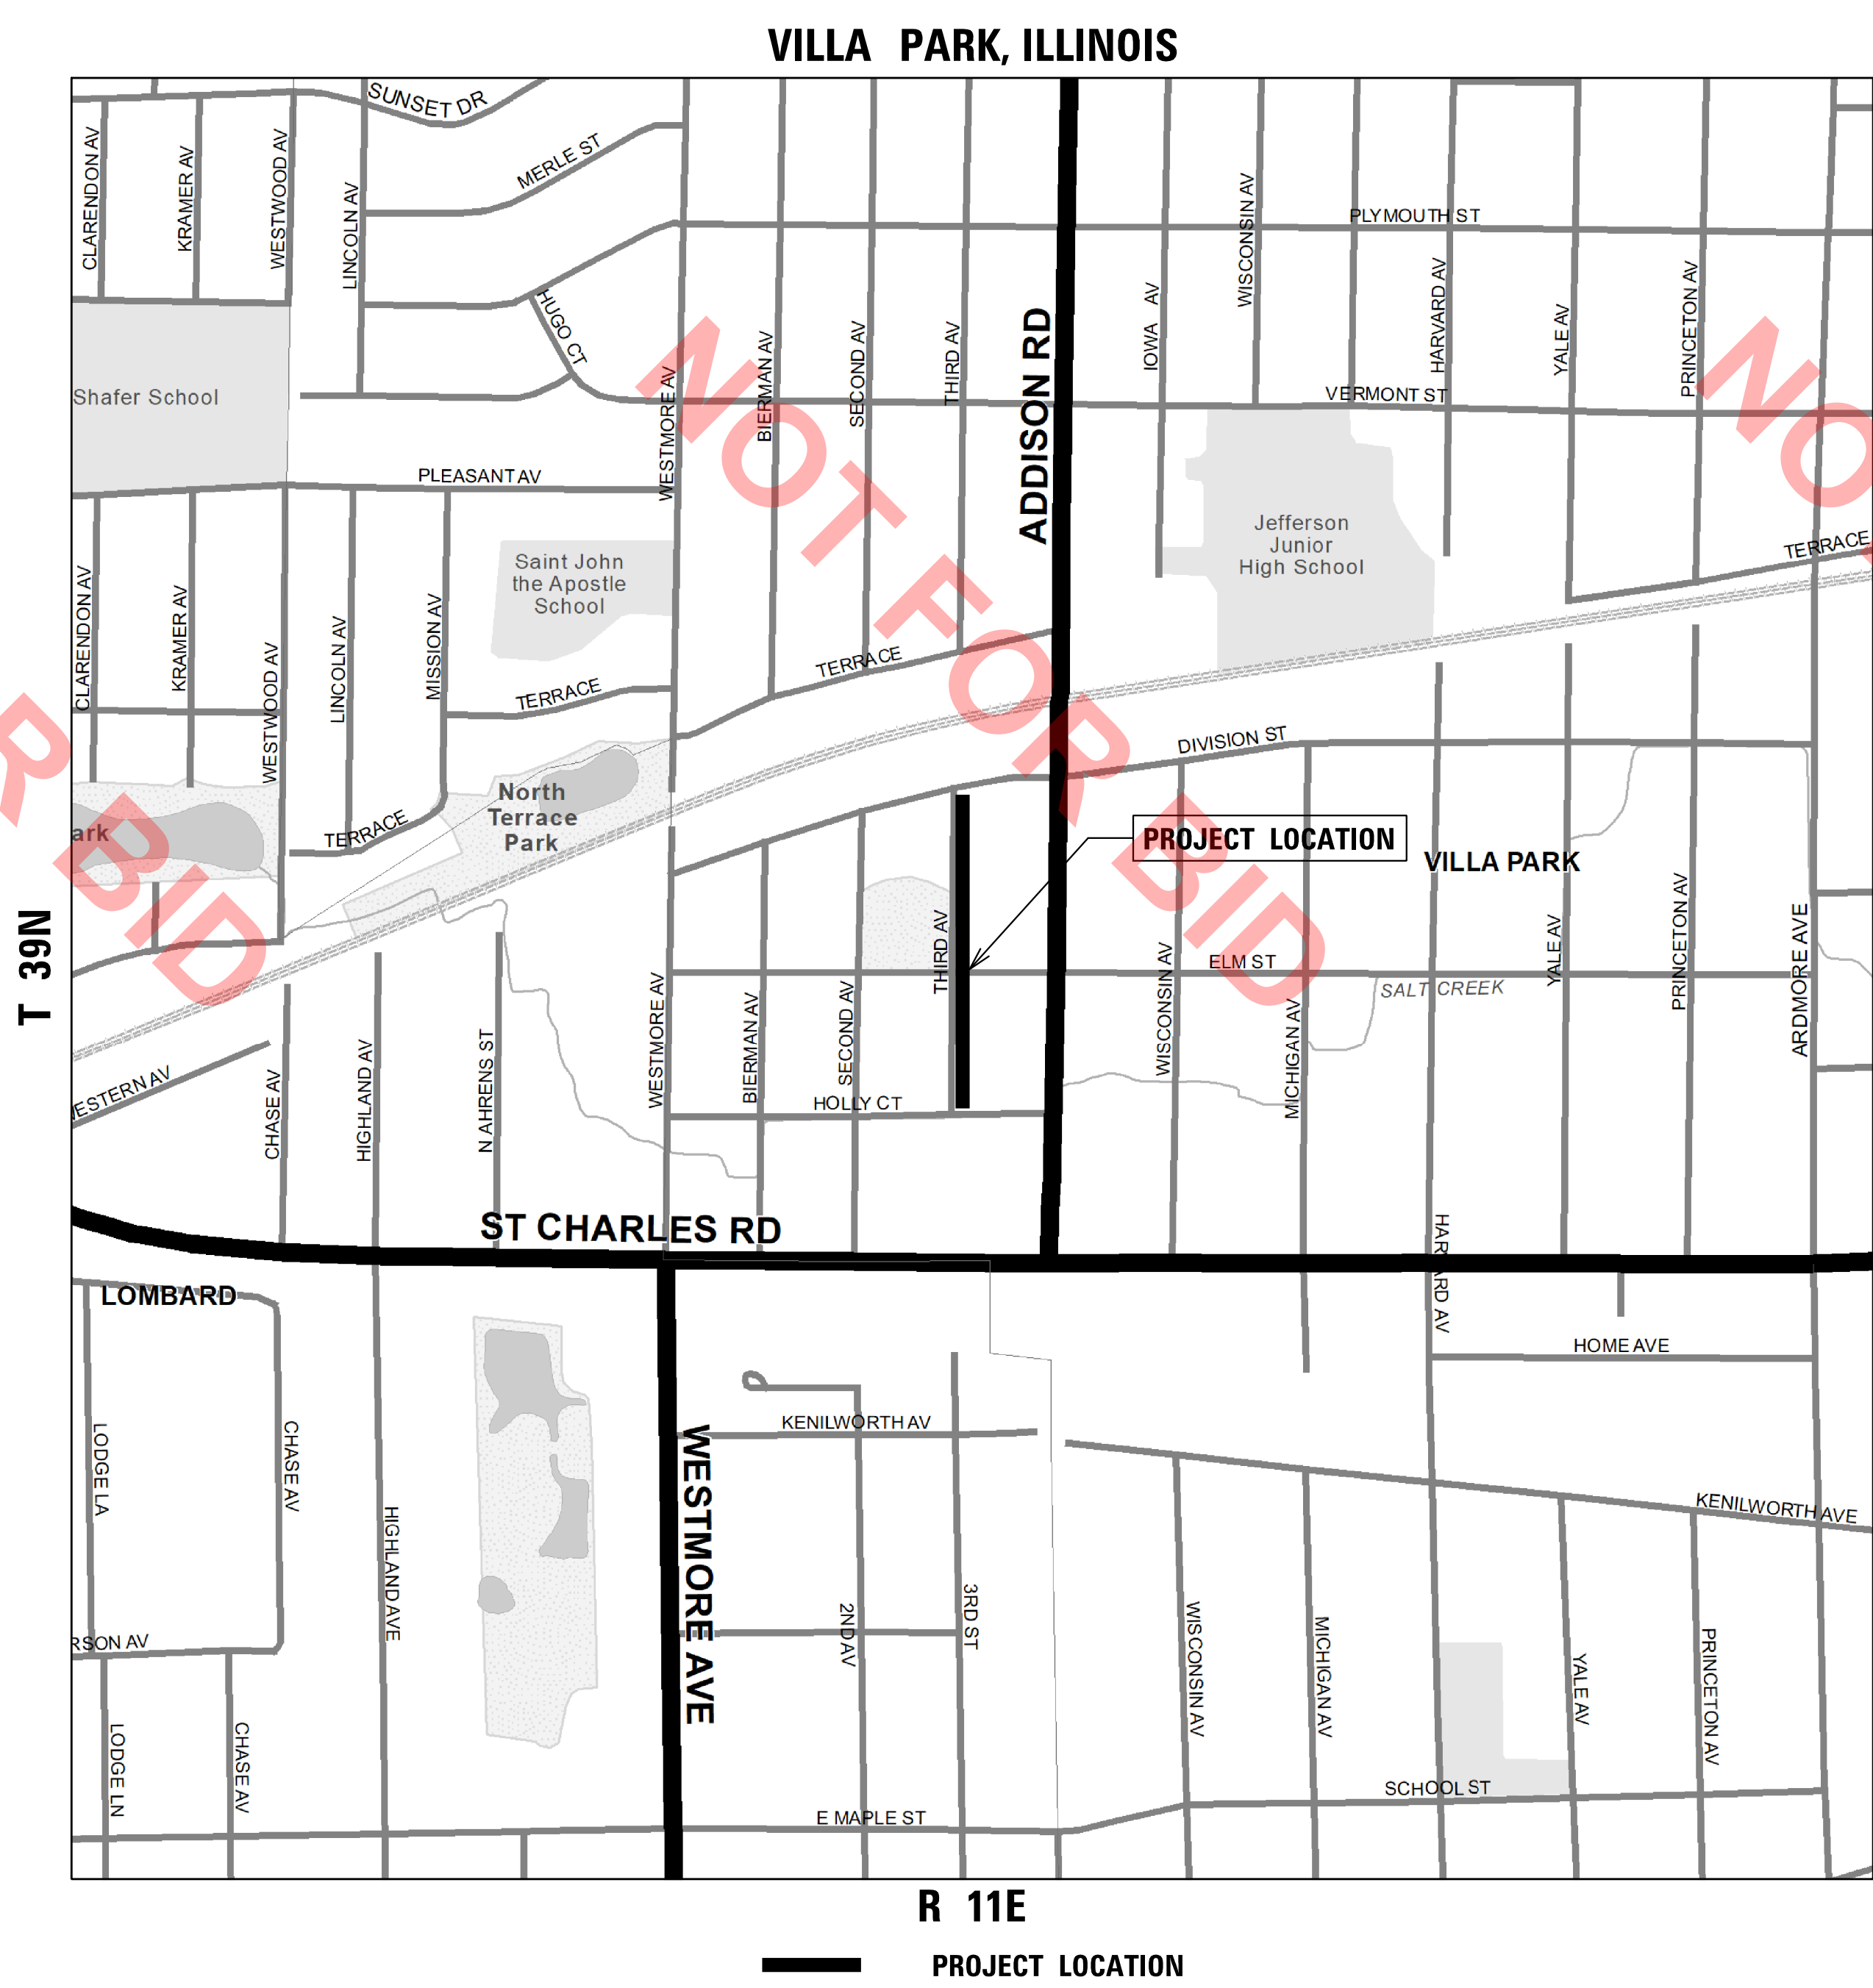 VILLA PARK, ILLINOIS
SUNSET DR
MERLE ST
CLARENDON AV
KRAMER AV
WESTWOOD AV
LINCOLN AV
PLYMOUTH ST
WISCONSIN AV
HUGO CT
IOWA AV
HARVARD AV
YALE AV
PRINCETON AV
Shafer School
WESTMORE AV
BIERMAN AV
SECOND AV
THIRD AV
ADDISON RD
VERMONT ST
NOT FOR BID
NO
PLEASANT AV
Jefferson
Junior
High School
Saint John
the Apostle
School
TERRACE
CLARENDON AV
KRAMER AV
WESTWOOD AV
LINCOLN AV
MISSION AV
TERRACE
TERRACE
DIVISION ST
R BID
North
Terrace
Park
ark
TERRACE
PROJECT LOCATION
VILLA PARK
T 39N
THIRD AV
ELM ST
SALT CREEK
WISCONSIN AV
MICHIGAN AV
YALE AV
PRINCETON AV
ARDMORE AVE
WESTMORE AV
BIERMAN AV
SECOND AV
ESTERN AV
CHASE AV
HIGHLAND AV
N AHRENS ST
HOLLY CT
ST CHARLES RD
HARVARD AV
LOMBARD
HOME AVE
LODGE LA
CHASE AV
HIGHLAND AVE
WESTMORE AVE
KENILWORTH AV
KENILWORTH AVE
2ND AV
3RD ST
WISCONSIN AV
MICHIGAN AV
YALE AV
PRINCETON AV
RSON AV
LODGE LN
CHASE AV
SCHOOL ST
E MAPLE ST
R 11E
PROJECT LOCATION